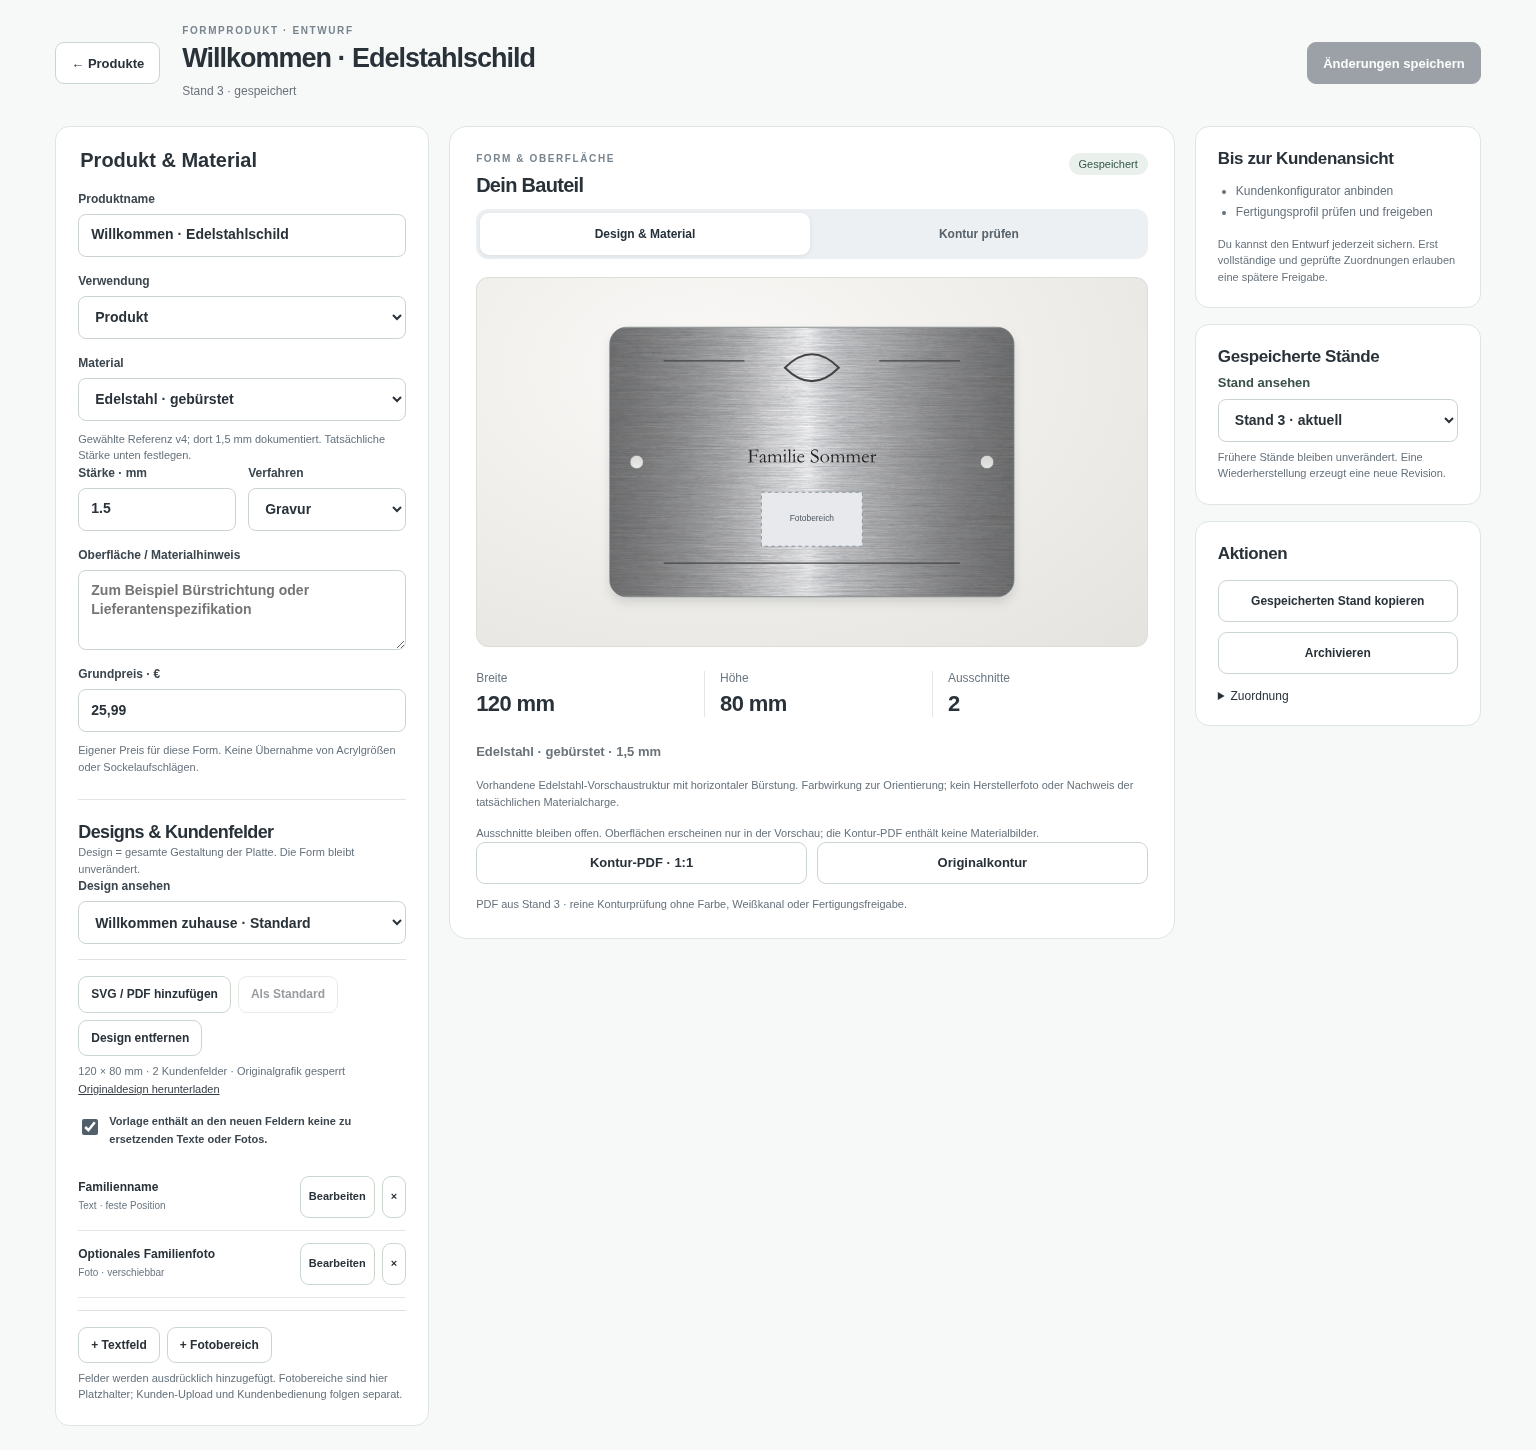 ← Produkte
FORMPRODUKT · ENTWURF
Willkommen · Edelstahlschild
Stand 3 · gespeichert
Änderungen speichern
Produkt & Material
Produktname
Willkommen · Edelstahlschild
Verwendung
Produkt
Material
Edelstahl · gebürstet
Gewählte Referenz v4; dort 1,5 mm dokumentiert. Tatsächliche
Stärke unten festlegen.
Stärke · mm
Verfahren
1.5
Gravur
Oberfläche / Materialhinweis
Zum Beispiel Bürstrichtung oder
Lieferantenspezifikation
Grundpreis · €
25,99
Eigener Preis für diese Form. Keine Übernahme von Acrylgrößen
oder Sockelaufschlägen.
Designs & Kundenfelder
Design = gesamte Gestaltung der Platte. Die Form bleibt
unverändert.
Design ansehen
Willkommen zuhause · Standard
SVG / PDF hinzufügen
Als Standard
Design entfernen
120 × 80 mm · 2 Kundenfelder · Originalgrafik gesperrt
Originaldesign herunterladen
Vorlage enthält an den neuen Feldern keine zu
ersetzenden Texte oder Fotos.
Familienname
Text · feste Position
Bearbeiten
×
Optionales Familienfoto
Foto · verschiebbar
Bearbeiten
×
+ Textfeld
+ Fotobereich
Felder werden ausdrücklich hinzugefügt. Fotobereiche sind hier
Platzhalter; Kunden-Upload und Kundenbedienung folgen separat.
FORM & OBERFLÄCHE
Dein Bauteil
Gespeichert
Design & Material
Kontur prüfen
Familie Sommer
Fotobereich
Breite
120 mm
Höhe
80 mm
Ausschnitte
2
Edelstahl · gebürstet · 1,5 mm
Vorhandene Edelstahl-Vorschaustruktur mit horizontaler Bürstung. Farbwirkung zur Orientierung; kein Herstellerfoto oder Nachweis der
tatsächlichen Materialcharge.
Ausschnitte bleiben offen. Oberflächen erscheinen nur in der Vorschau; die Kontur-PDF enthält keine Materialbilder.
Kontur-PDF · 1:1
Originalkontur
PDF aus Stand 3 · reine Konturprüfung ohne Farbe, Weißkanal oder Fertigungsfreigabe.
Bis zur Kundenansicht
• Kundenkonfigurator anbinden
• Fertigungsprofil prüfen und freigeben
Du kannst den Entwurf jederzeit sichern. Erst
vollständige und geprüfte Zuordnungen erlauben
eine spätere Freigabe.
Gespeicherte Stände
Stand ansehen
Stand 3 · aktuell
Frühere Stände bleiben unverändert. Eine
Wiederherstellung erzeugt eine neue Revision.
Aktionen
Gespeicherten Stand kopieren
Archivieren
Zuordnung